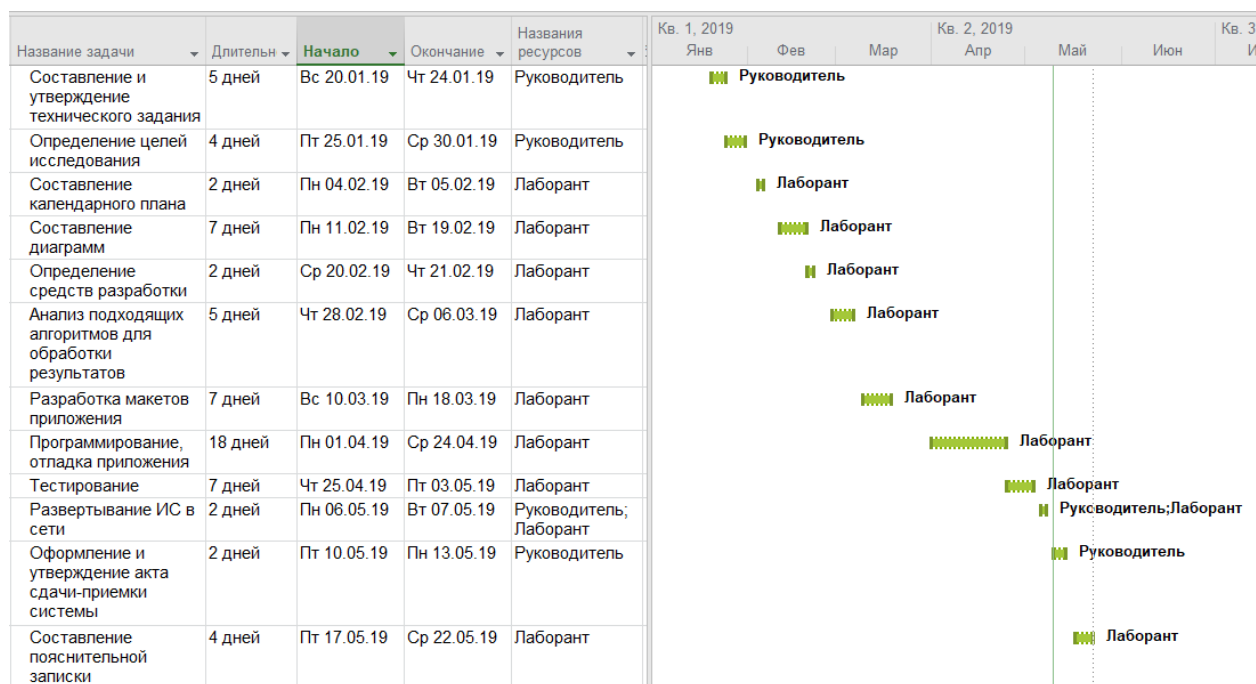 Названия
Название задачи Длительн Начало Окончание ресурсов
Кв. 1, 2019 Кв. 2, 2019 Кв. 3
Янв Фев Мар Апр Май Июн И
Составление и 5 дней Вс 20.01.19 Чт 24.01.19 Руководитель Руководитель
утверждение
технического задания
Определение целей 4 дней Пт 25.01.19 Ср 30.01.19 Руководитель Руководитель
исследования
Составление 2 дней Пн 04.02.19 Вт 05.02.19 Лаборант Лаборант
календарного плана
Составление 7 дней Пн 11.02.19 Вт 19.02.19 Лаборант Лаборант
диаграмм
Определение 2 дней Ср 20.02.19 Чт 21.02.19 Лаборант Лаборант
средств разработки
Анализ подходящих 5 дней Чт 28.02.19 Ср 06.03.19 Лаборант Лаборант
алгоритмов для
обработки
результатов
Разработка макетов 7 дней Вс 10.03.19 Пн 18.03.19 Лаборант Лаборант
приложения
Программирование, 18 дней Пн 01.04.19 Ср 24.04.19 Лаборант Лаборант
отладка приложения
Тестирование 7 дней Чт 25.04.19 Пт 03.05.19 Лаборант Лаборант
Развертывание ИС в 2 дней Пн 06.05.19 Вт 07.05.19 Руководитель; Руководитель;Лаборант
сети Лаборант
Оформление и 2 дней Пт 10.05.19 Пн 13.05.19 Руководитель Руководитель
утверждение акта
сдачи-приемки
системы
Составление 4 дней Пт 17.05.19 Ср 22.05.19 Лаборант Лаборант
пояснительной
записки